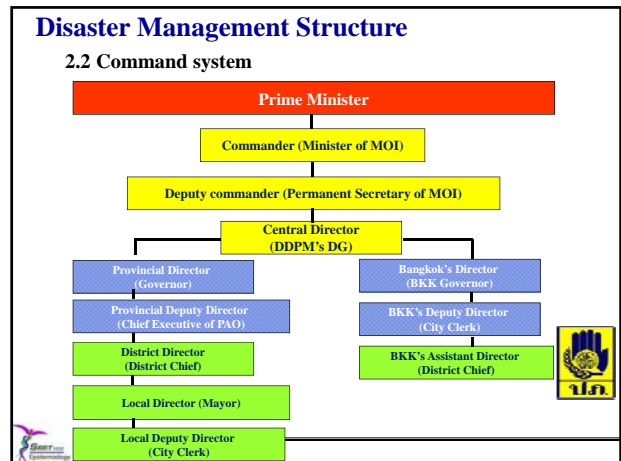 Disaster Management Structure
2.2 Command system
Prime Minister
Commander (Minister of MOI)
Deputy commander (Permanent Secretary of MOI)
Central Director
(DDPM's DG)
Provincial Director
(Governor)
Provincial Deputy Director
(Chief Executive of PAO)
District Director
(District Chief)
Local Director (Mayor)
Local Deputy Director
(City Clerk)
Bangkok's Director
(BKK Governor)
BKK's Deputy Director
(City Clerk)
BKK's Assistant Director
(District Chief)
ปภ.
Epidemiology